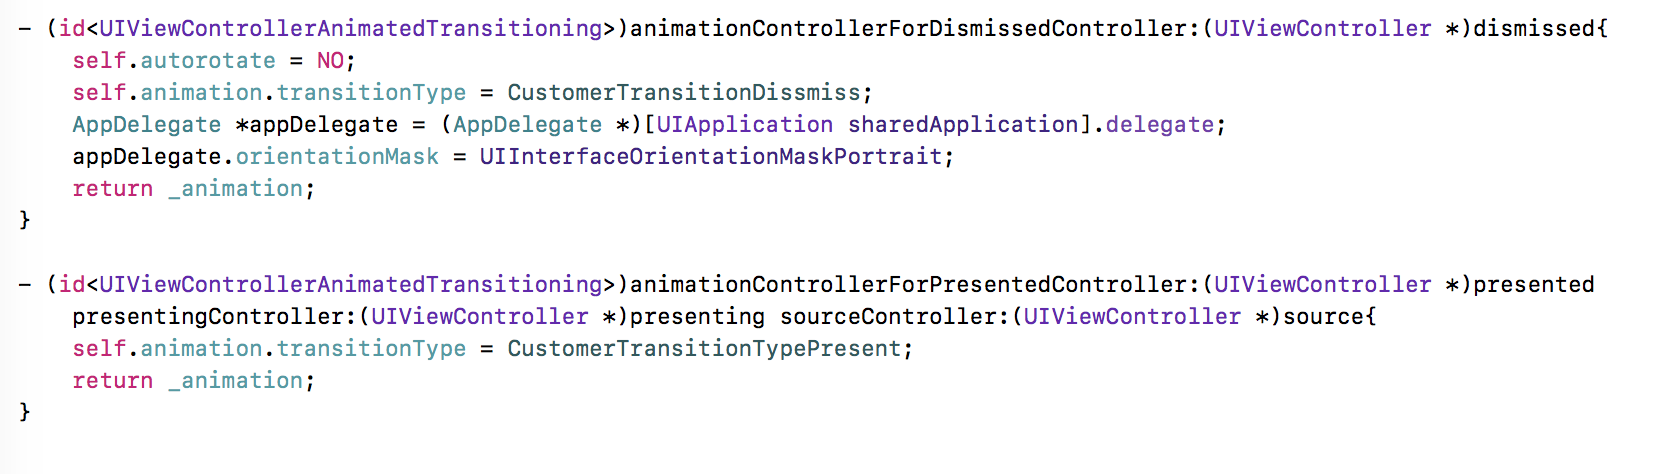 - (id<UIViewControllerAnimatedTransitioning>)animationControllerForDismissedController:(UIViewController *)dismissed{
    self.autorotate = NO;
    self.animation.transitionType = CustomerTransitionDissmiss;
    AppDelegate *appDelegate = (AppDelegate *)[UIApplication sharedApplication].delegate;
    appDelegate.orientationMask = UIInterfaceOrientationMaskPortrait;
    return _animation;
}

- (id<UIViewControllerAnimatedTransitioning>)animationControllerForPresentedController:(UIViewController *)presented
    presentingController:(UIViewController *)presenting sourceController:(UIViewController *)source{
    self.animation.transitionType = CustomerTransitionTypePresent;
    return _animation;
}